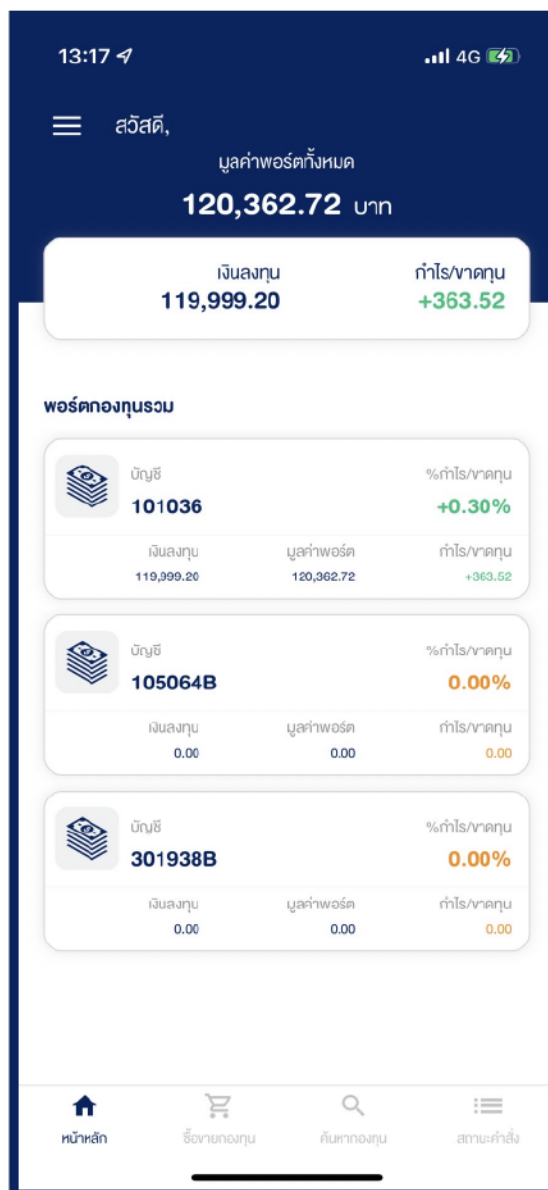 13:17 4G
สวัสดี,
มูลค่าพอร์ตทั้งหมด
120,362.72 บาท
เงินลงทุน กำไร/ขาดทุน
119,999.20 +363.52
พอร์ตกองทุนรวม
บัญชี %กำไร/ขาดทุน
101036 +0.30%
เงินลงทุน มูลค่าพอร์ต กำไร/ขาดทุน
119,999.20 120,362.72 +363.52
บัญชี %กำไร/ขาดทุน
105064B 0.00%
เงินลงทุน มูลค่าพอร์ต กำไร/ขาดทุน
0.00 0.00 0.00
บัญชี %กำไร/ขาดทุน
301938B 0.00%
เงินลงทุน มูลค่าพอร์ต กำไร/ขาดทุน
0.00 0.00 0.00
หน้าหลัก ซื้อขายกองทุน ค้นหากองทุน สถานะคำสั่ง